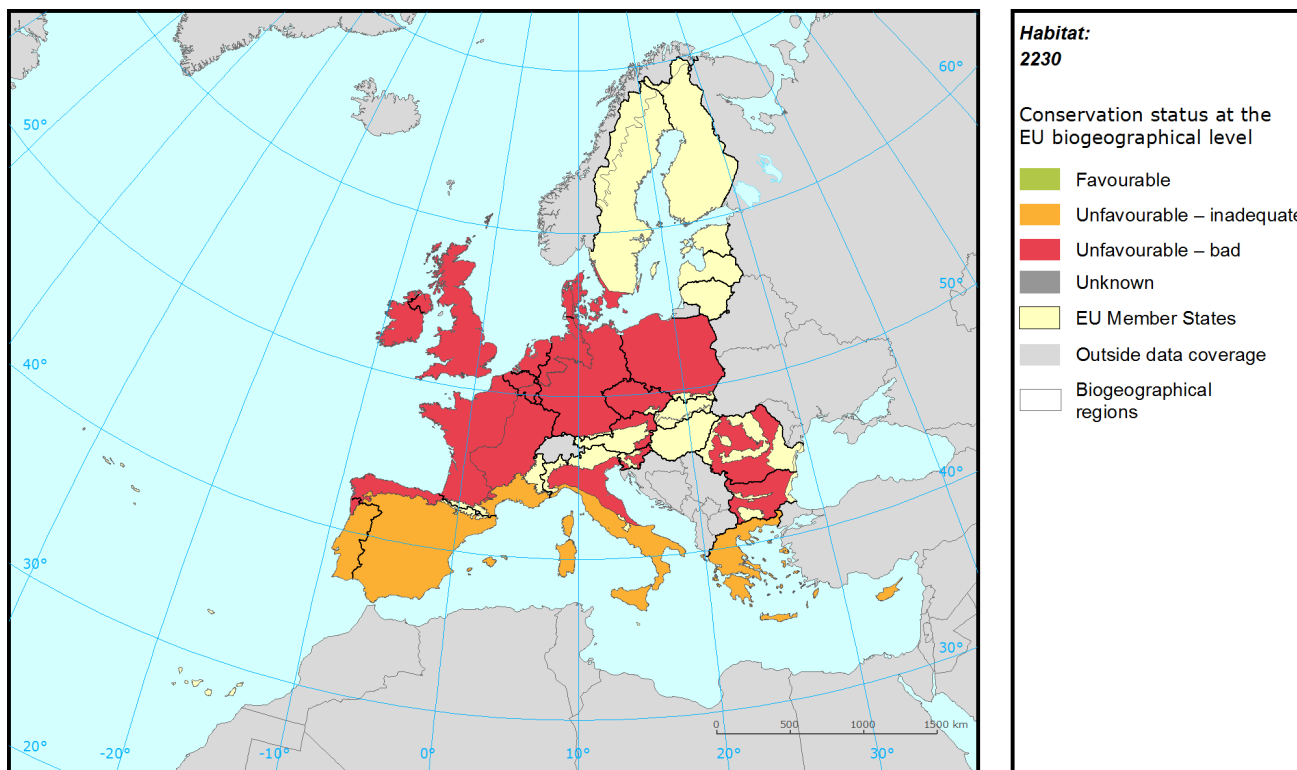 Habitat:
2230
Conservation status at the
EU biogeographical level
Favourable
Unfavourable – inadequate
Unfavourable – bad
Unknown
EU Member States
Outside data coverage
Biogeographical
regions
60°
50°
50°
40°
40°
30°
30°
20°
-20°
-10°
0°
10°
20°
30°
0 500 1000 1500 km